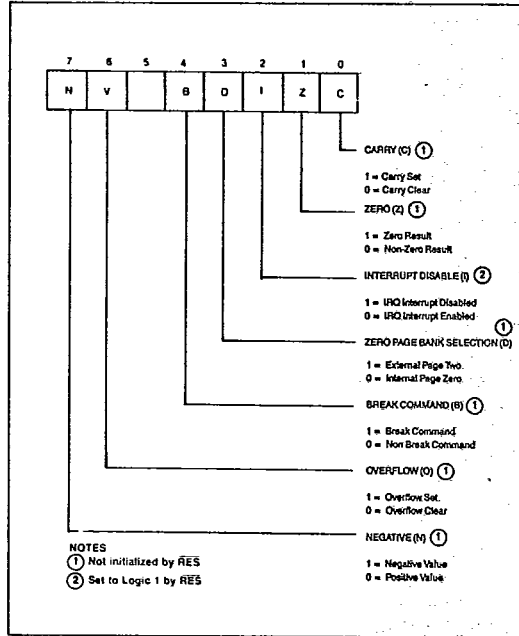 7 6 5 4 3 2 1 0
N V B D I Z C
CARRY (C) ①
1 = Carry Set
0 = Carry Clear
ZERO (Z) ①
1 = Zero Result
0 = Non-Zero Result
INTERRUPT DISABLE (I) ②
1 = IRQ Interrupt Disabled
0 = IRQ Interrupt Enabled
①
ZERO PAGE BANK SELECTION (D)
1 = External Page Two.
0 = Internal Page Zero.
BREAK COMMAND (B) ①
1 = Break Command
0 = Non Break Command
OVERFLOW (O) ①
1 = Overflow Set.
0 = Overflow Clear
NEGATIVE (N) ①
1 = Negative Value
0 = Positive Value
NOTES
① Not initialized by R̅E̅S̅
② Set to Logic 1 by R̅E̅S̅